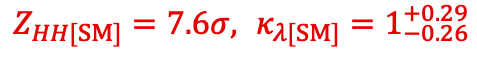 Z_{HH[SM]} = 7.6σ, κ_{λ[SM]} = 1^{+0.29}_{−0.26}